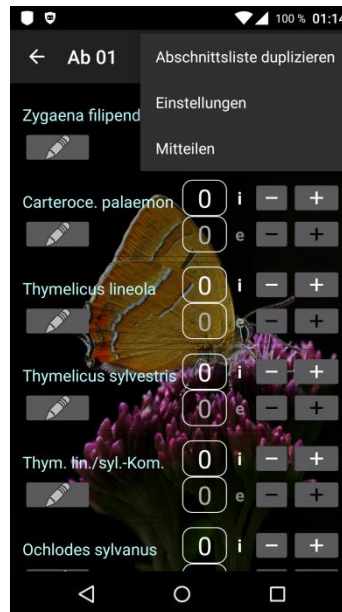 100 % 01:14
Ab 01
Abschnittsliste duplizieren
Einstellungen
Mitteilen
Zygaena filipend
Carteroce. palaemon 0 i − +
0 e − +
Thymelicus lineola 0 i − +
0 e − +
Thymelicus sylvestris 0 i − +
0 e − +
Thym. lin./syl.-Kom. 0 i − +
0 e − +
Ochlodes sylvanus 0 i − +